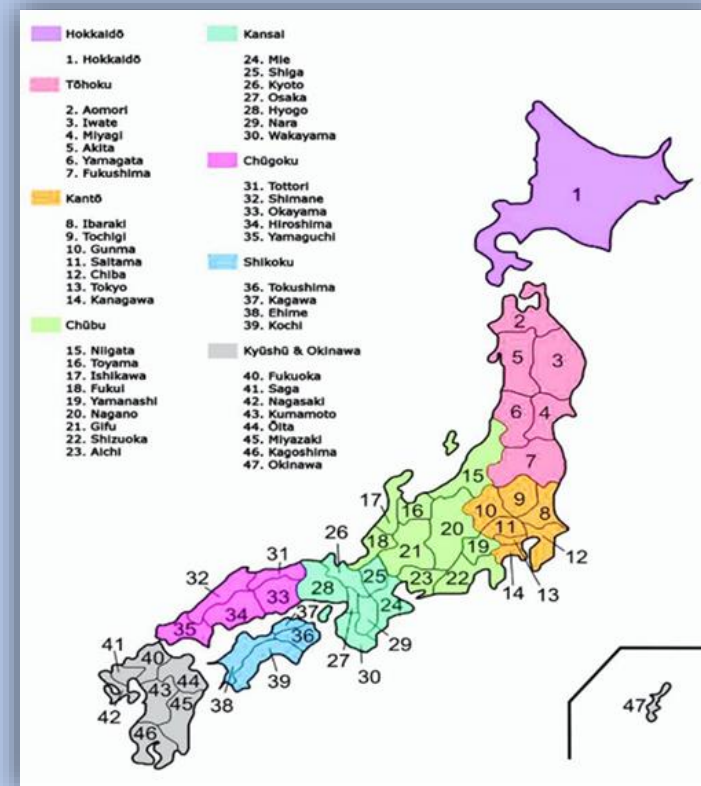 Hokkaidō
1. Hokkaidō
Tōhoku
2. Aomori
3. Iwate
4. Miyagi
5. Akita
6. Yamagata
7. Fukushima
Kantō
8. Ibaraki
9. Tochigi
10. Gunma
11. Saitama
12. Chiba
13. Tokyo
14. Kanagawa
Chūbu
15. Niigata
16. Toyama
17. Ishikawa
18. Fukui
19. Yamanashi
20. Nagano
21. Gifu
22. Shizuoka
23. Aichi
Kansai
24. Mie
25. Shiga
26. Kyoto
27. Osaka
28. Hyogo
29. Nara
30. Wakayama
Chūgoku
31. Tottori
32. Shimane
33. Okayama
34. Hiroshima
35. Yamaguchi
Shikoku
36. Tokushima
37. Kagawa
38. Ehime
39. Kochi
Kyūshū & Okinawa
40. Fukuoka
41. Saga
42. Nagasaki
43. Kumamoto
44. Ōita
45. Miyazaki
46. Kagoshima
47. Okinawa
1
2
5
3
6
4
7
15
9
10
8
17
16
20
11
26
18
21
19
12
31
25
23
22
14
13
32
28
33
24
34
37
35
36
29
41
40
27
30
39
43
44
42
38
45
47
46